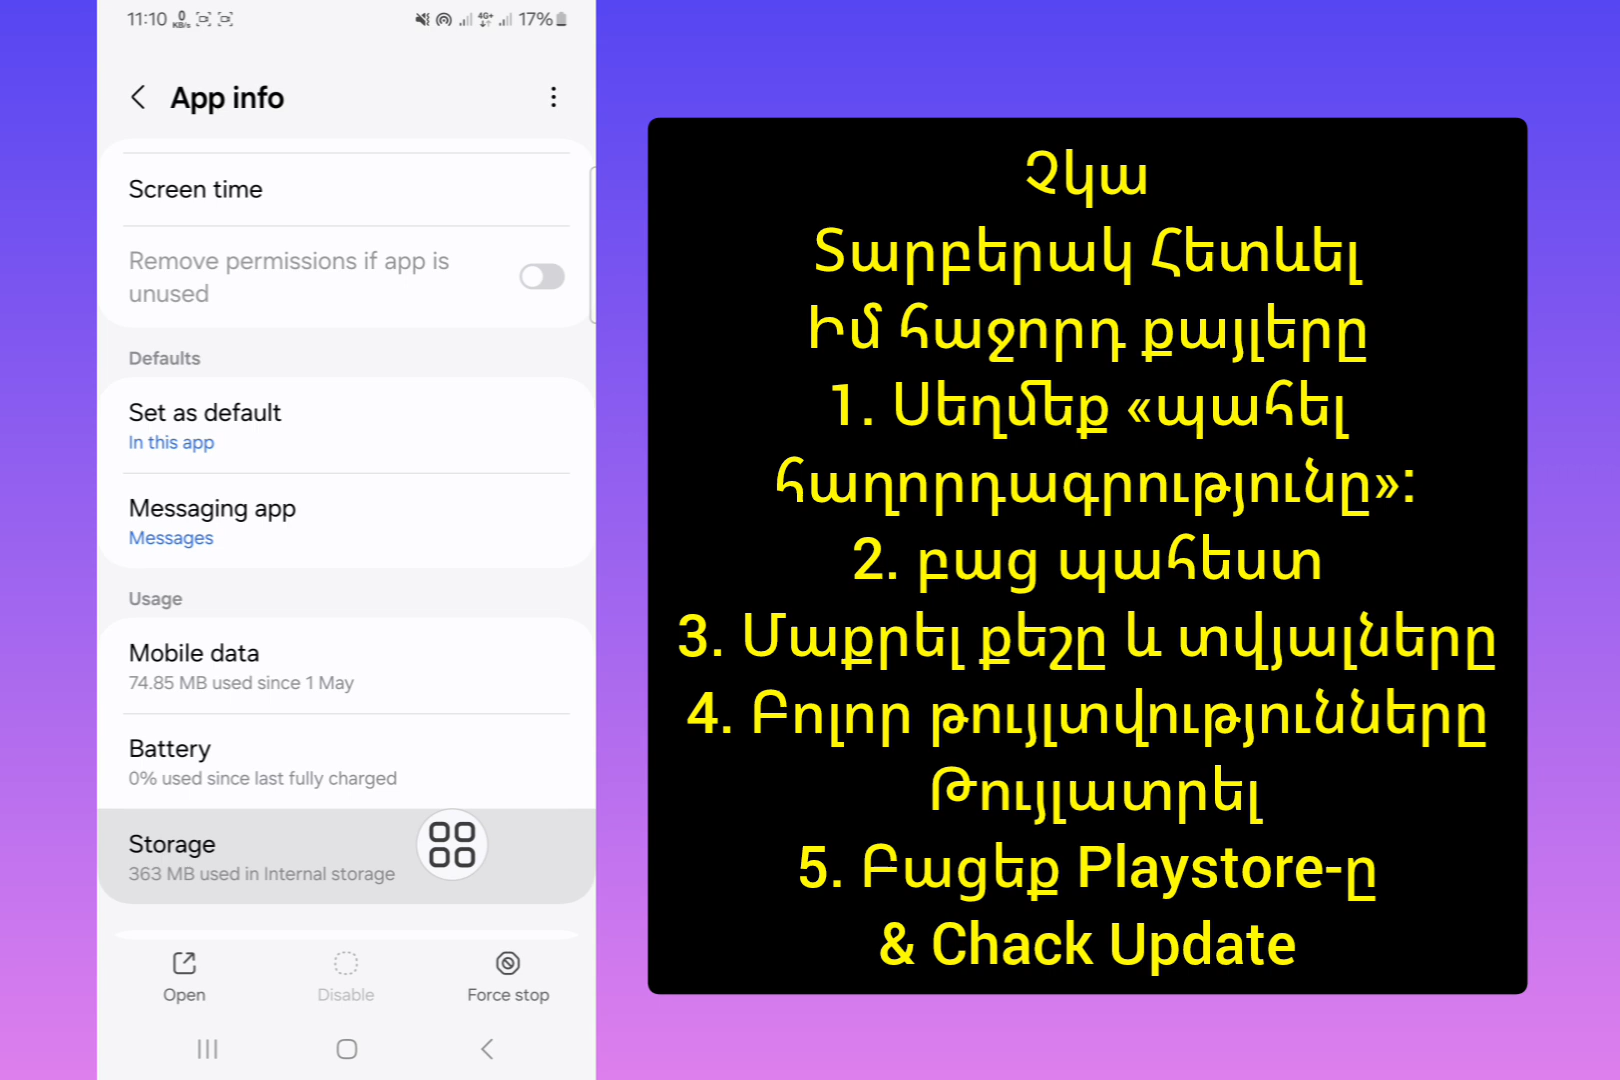 11:10 0 KB/s 4G+ 17%
App info
Screen time
Remove permissions if app is
unused
Defaults
Set as default
In this app
Messaging app
Messages
Usage
Mobile data
74.85 MB used since 1 May
Battery
0% used since last fully charged
Storage
363 MB used in Internal storage
Open
Disable
Force stop
Չկա
Տարբերակ Հետևել
Իմ հաջորդ քայլերը
1. Սեղմեք «պահել
հաղորդագրությունը»:
2. բաց պահեստ
3. Մաքրել քեշը և տվյալները
4. Բոլոր թույլտվությունները
Թույլատրել
5. Բացեք Playstore-ը
& Chack Update